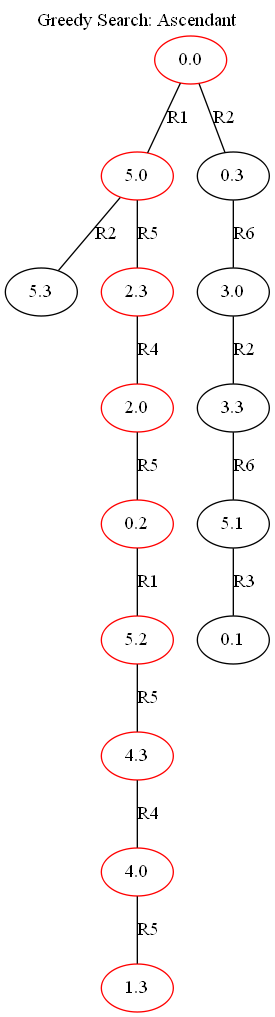 Greedy Search: Ascendant
0.0
R1 R2
5.0 0.3
R2 R5 R6
5.3 2.3 3.0
R4 R2
2.0 3.3
R5 R6
0.2 5.1
R1 R3
5.2 0.1
R5
4.3
R4
4.0
R5
1.3